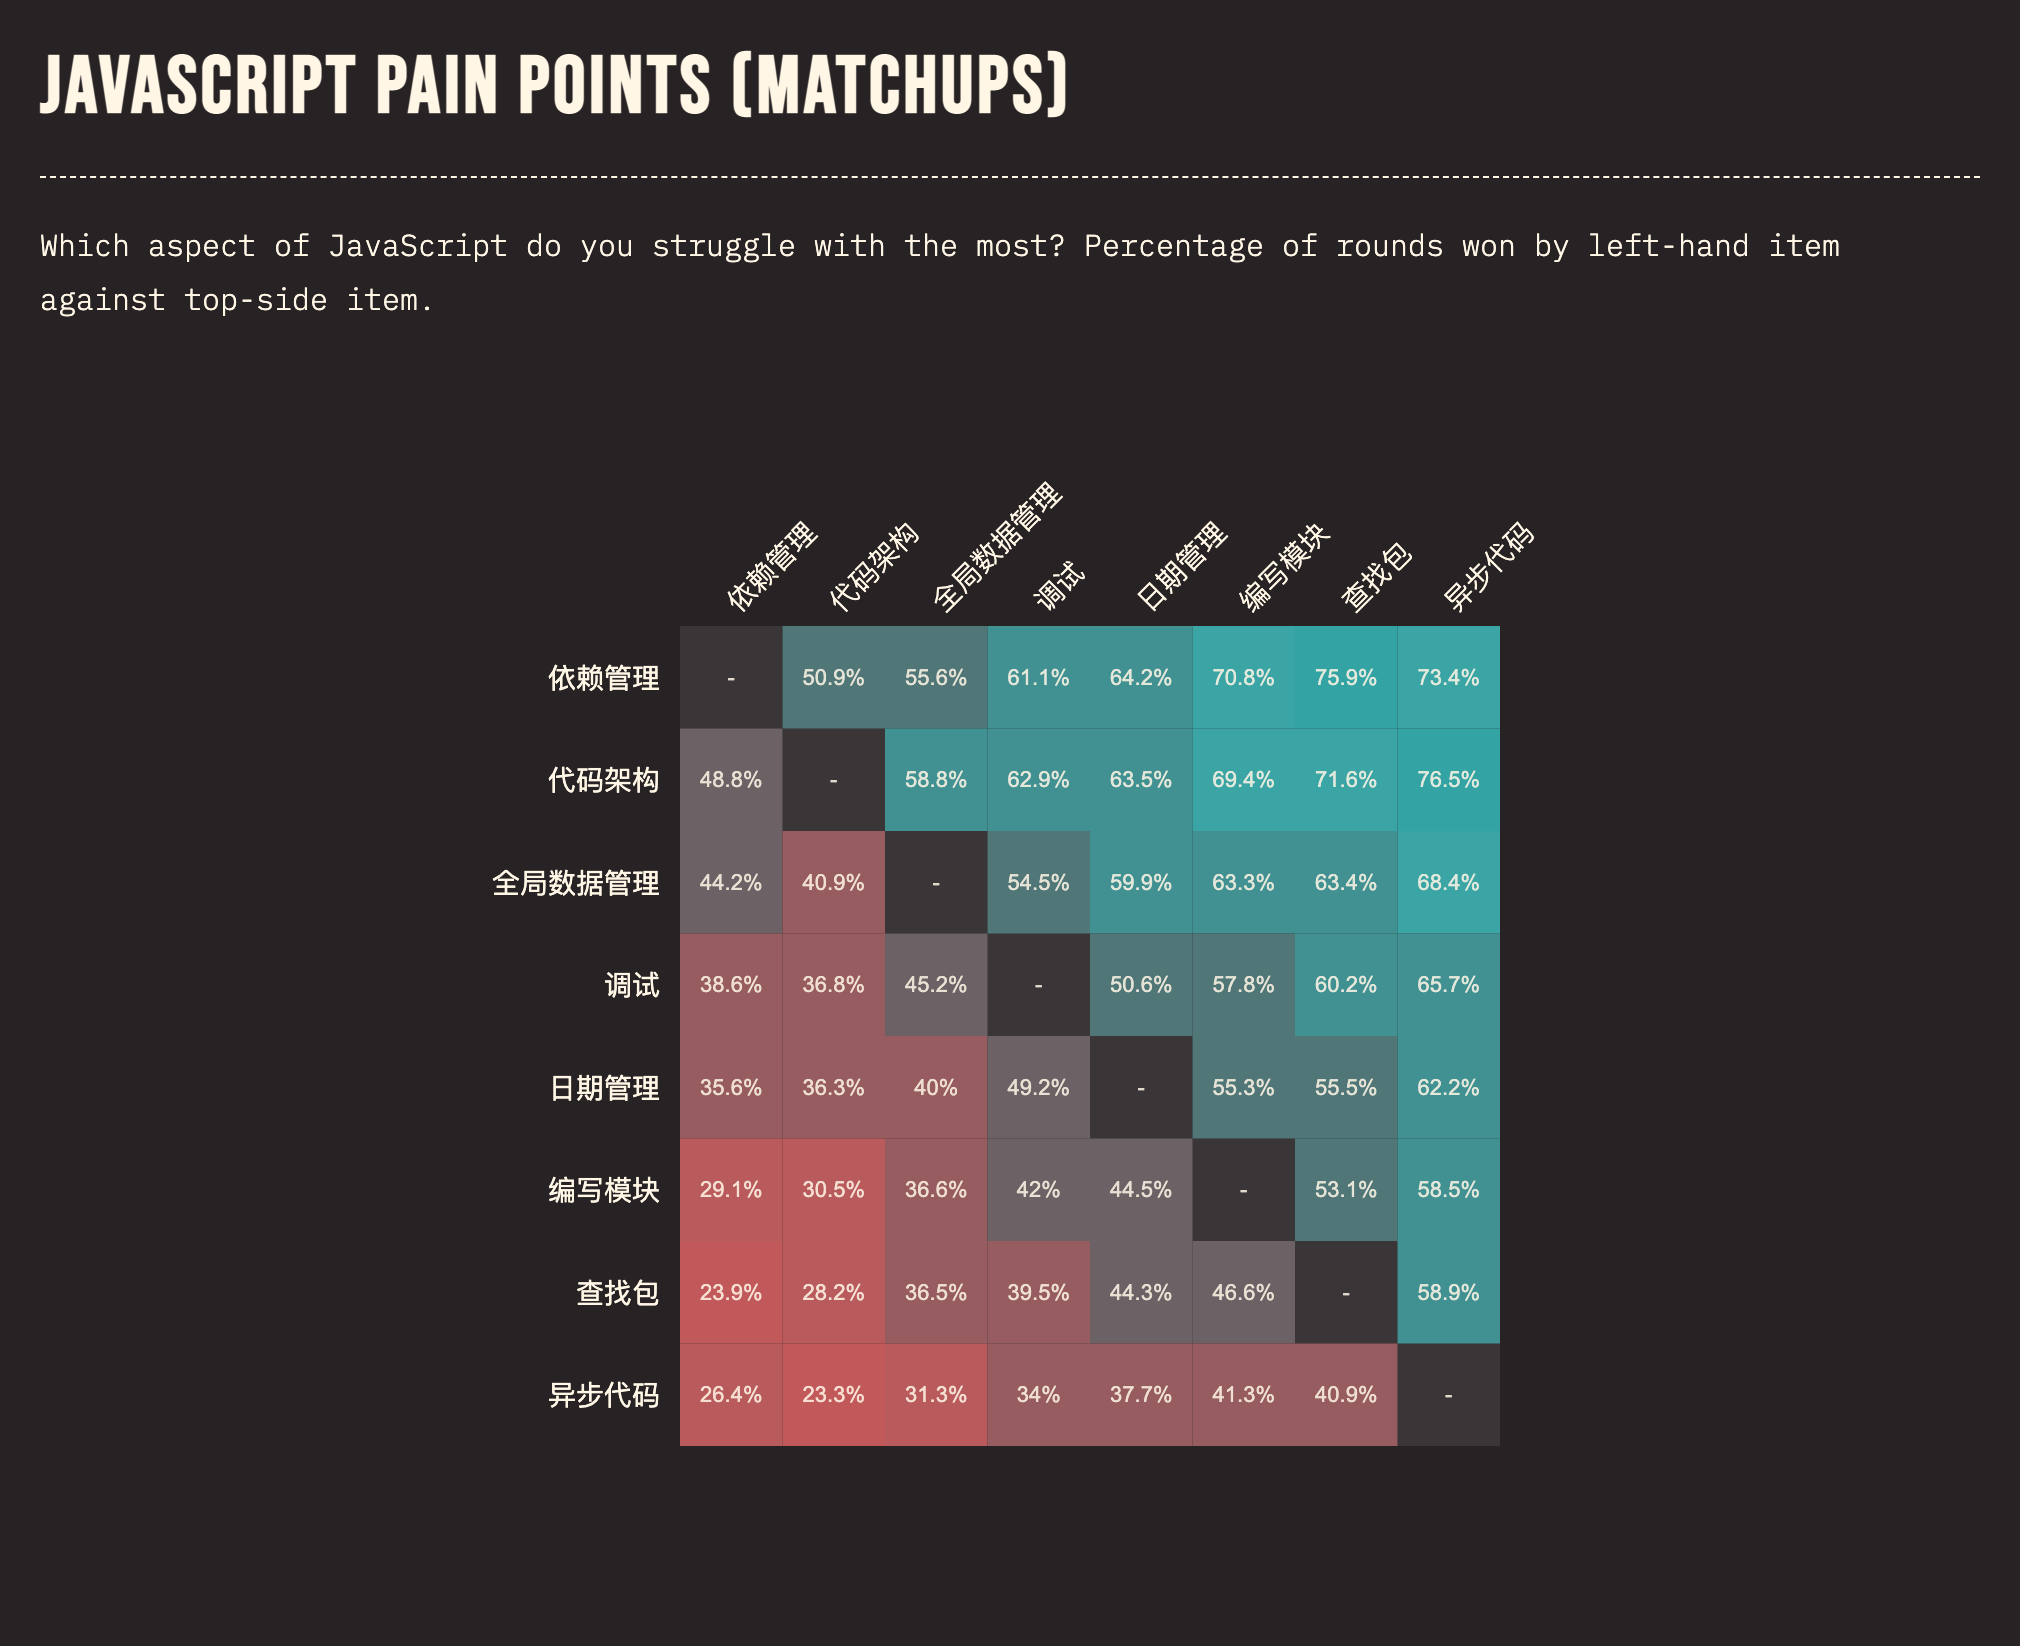 JAVASCRIPT PAIN POINTS (MATCHUPS)
Which aspect of JavaScript do you struggle with the most? Percentage of rounds won by left-hand item
against top-side item.
依赖管理 代码架构 全局数据管理 调试 日期管理 编写模块 查找包 异步代码
依赖管理 - 50.9% 55.6% 61.1% 64.2% 70.8% 75.9% 73.4%
代码架构 48.8% - 58.8% 62.9% 63.5% 69.4% 71.6% 76.5%
全局数据管理 44.2% 40.9% - 54.5% 59.9% 63.3% 63.4% 68.4%
调试 38.6% 36.8% 45.2% - 50.6% 57.8% 60.2% 65.7%
日期管理 35.6% 36.3% 40% 49.2% - 55.3% 55.5% 62.2%
编写模块 29.1% 30.5% 36.6% 42% 44.5% - 53.1% 58.5%
查找包 23.9% 28.2% 36.5% 39.5% 44.3% 46.6% - 58.9%
异步代码 26.4% 23.3% 31.3% 34% 37.7% 41.3% 40.9% -